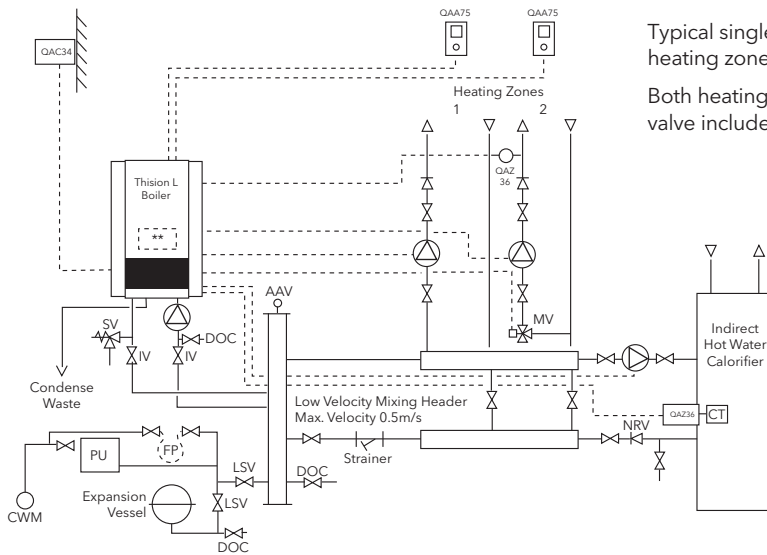 QAA75
QAA75
QAC34
Typical single
heating zone
Both heating
valve include
Heating Zones
1
2
QAZ
36
Thision L
Boiler
**
AAV
SV
IV
IV
DOC
MV
Indirect
Hot Water
Calorifier
Condense
Waste
Low Velocity Mixing Header
Max. Velocity 0.5m/s
QAZ36
CT
NRV
Strainer
FP
PU
LSV
DOC
Expansion
Vessel
LSV
CWM
DOC